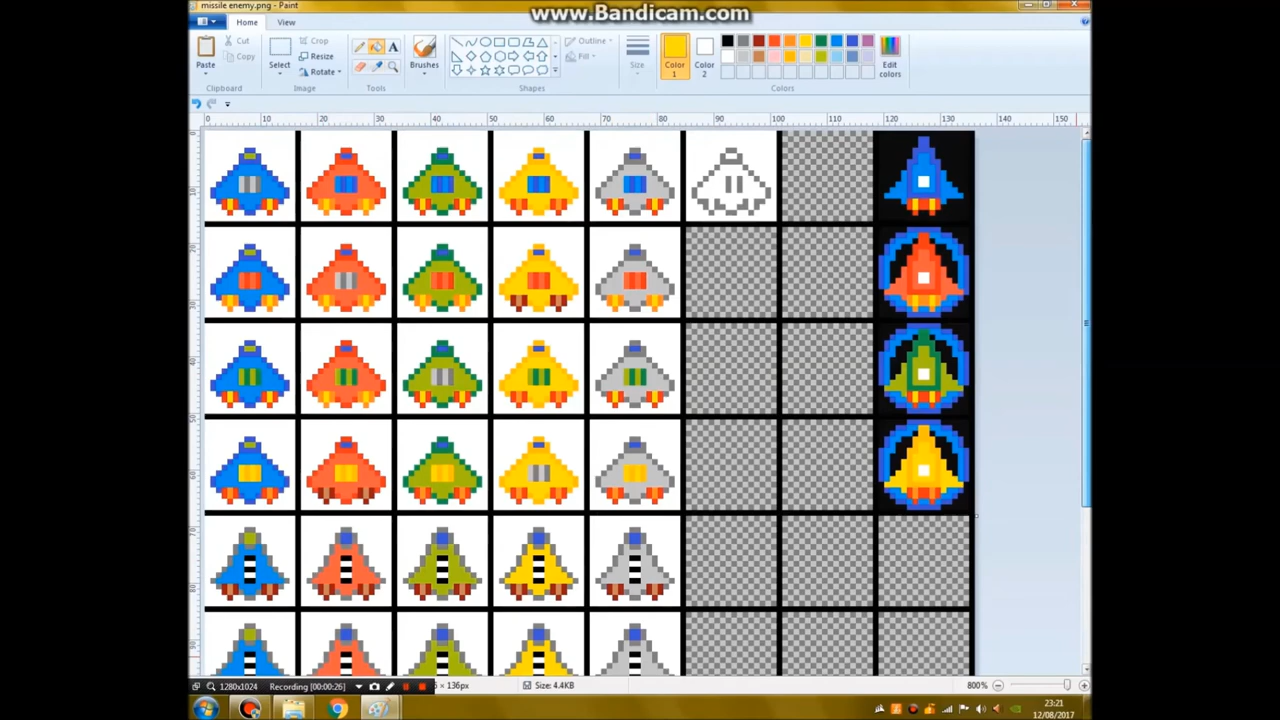 missile enemy.png - Paint
www.Bandicam.com
Home View
Cut
Copy
Paste
Clipboard
Crop
Resize
Rotate
Select
Image
A
Tools
Brushes
Outline
Fill
Shapes
Size
Color 1
Color 2
Edit colors
Colors
0 10 20 30 40 50 60 70 80 90 100 110 120 130 140 150
1280x1024 Recording [00:00:26]
× 136px
Size: 4.4KB
800%
23:21
12/08/2017